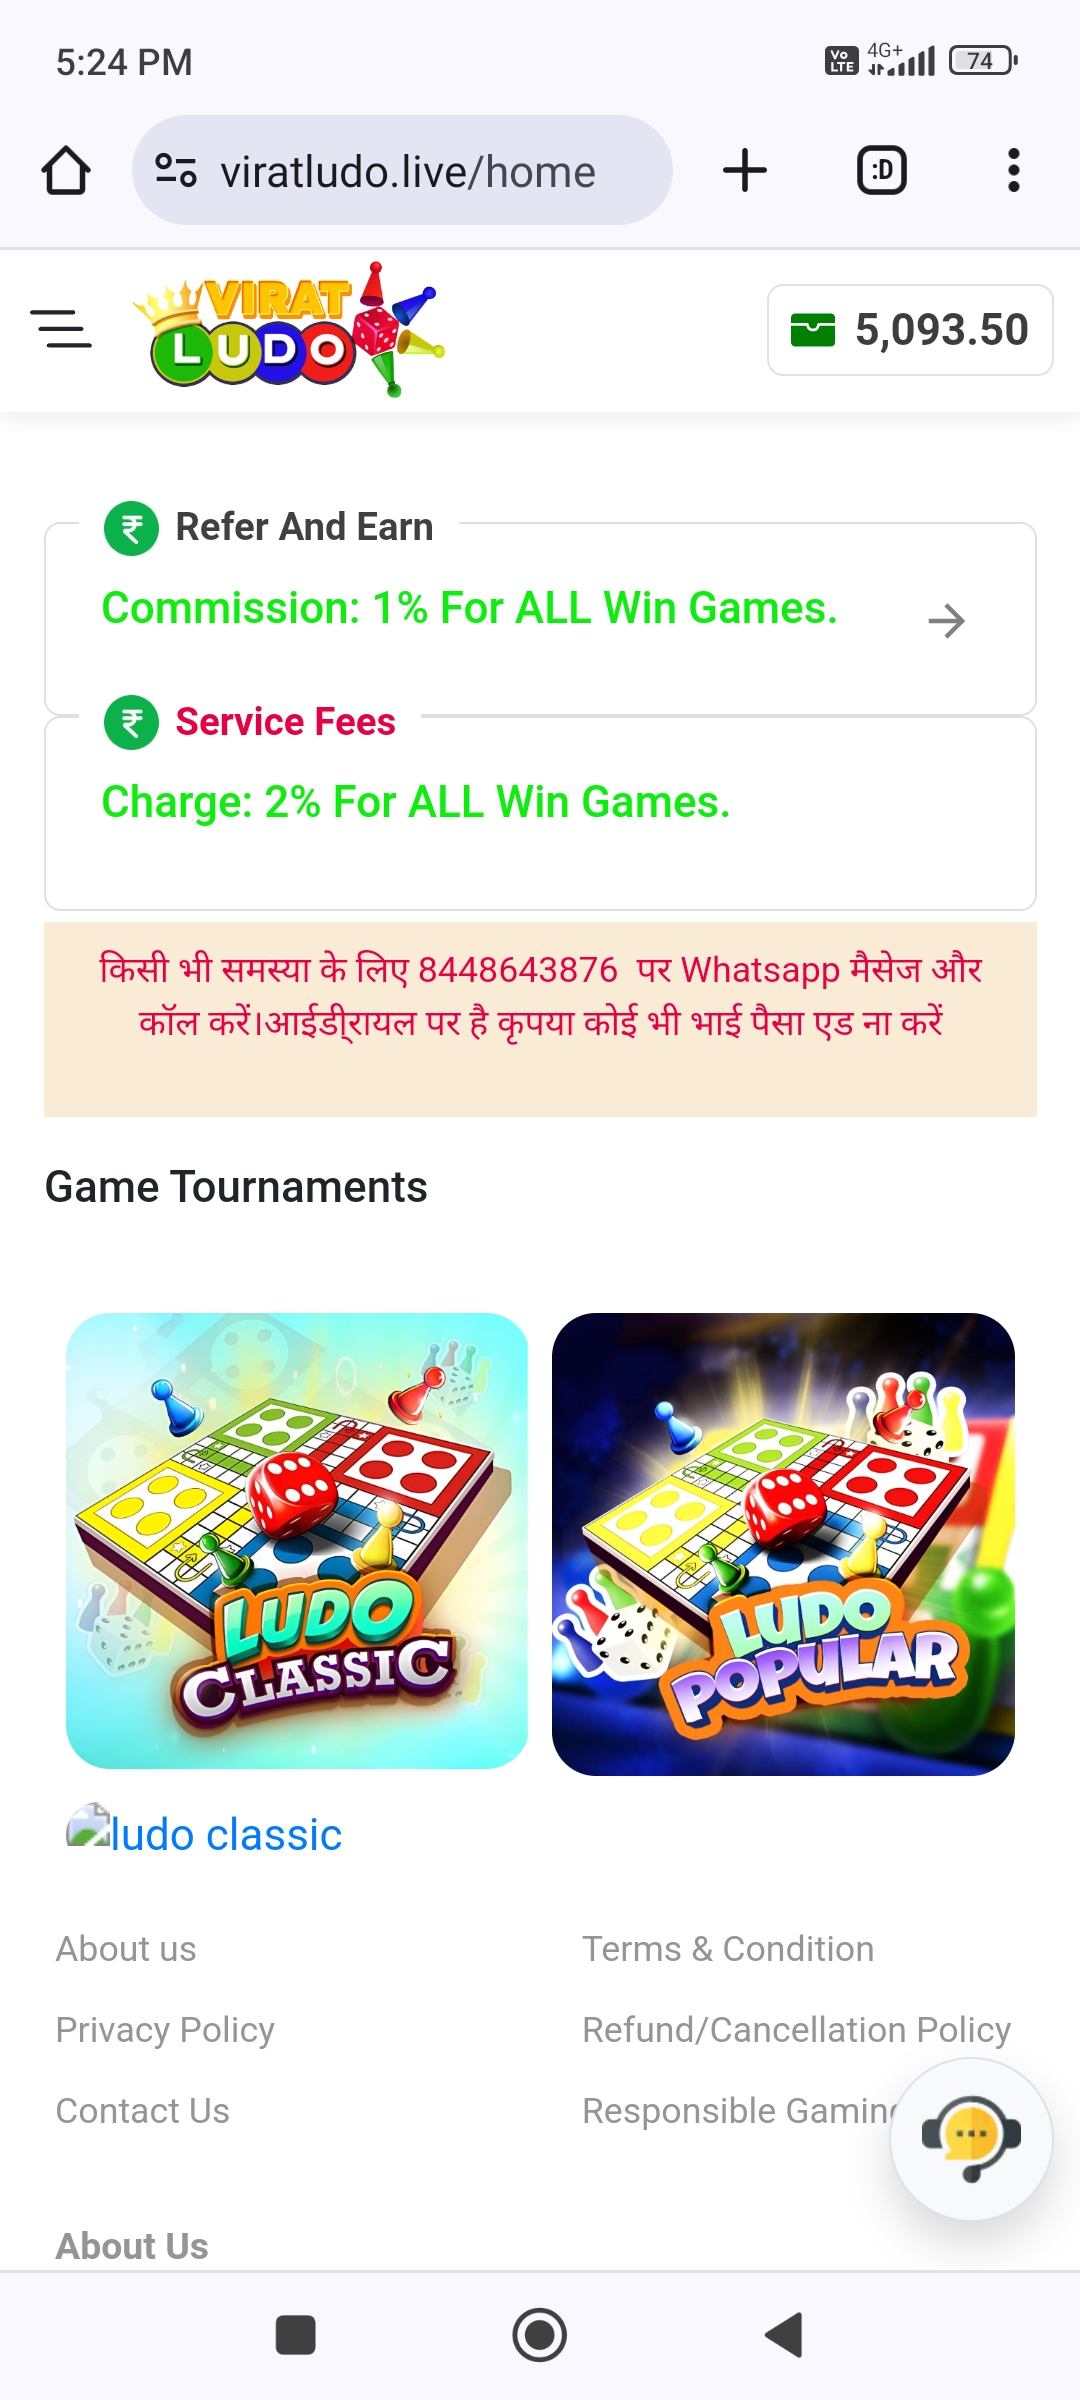 5:24 PM
Vo LTE 4G+ 74
viratludo.live/home
:D
VIRAT
LUDO
5,093.50
₹ Refer And Earn
Commission: 1% For ALL Win Games.
₹ Service Fees
Charge: 2% For ALL Win Games.
किसी भी समस्या के लिए 8448643876 पर Whatsapp मैसेज और
कॉल करें।आईडी्रायल पर है कृपया कोई भी भाई पैसा एड ना करें
Game Tournaments
LUDO
CLASSIC
LUDO
POPULAR
ludo classic
About us
Terms & Condition
Privacy Policy
Refund/Cancellation Policy
Contact Us
Responsible Gaming
About Us